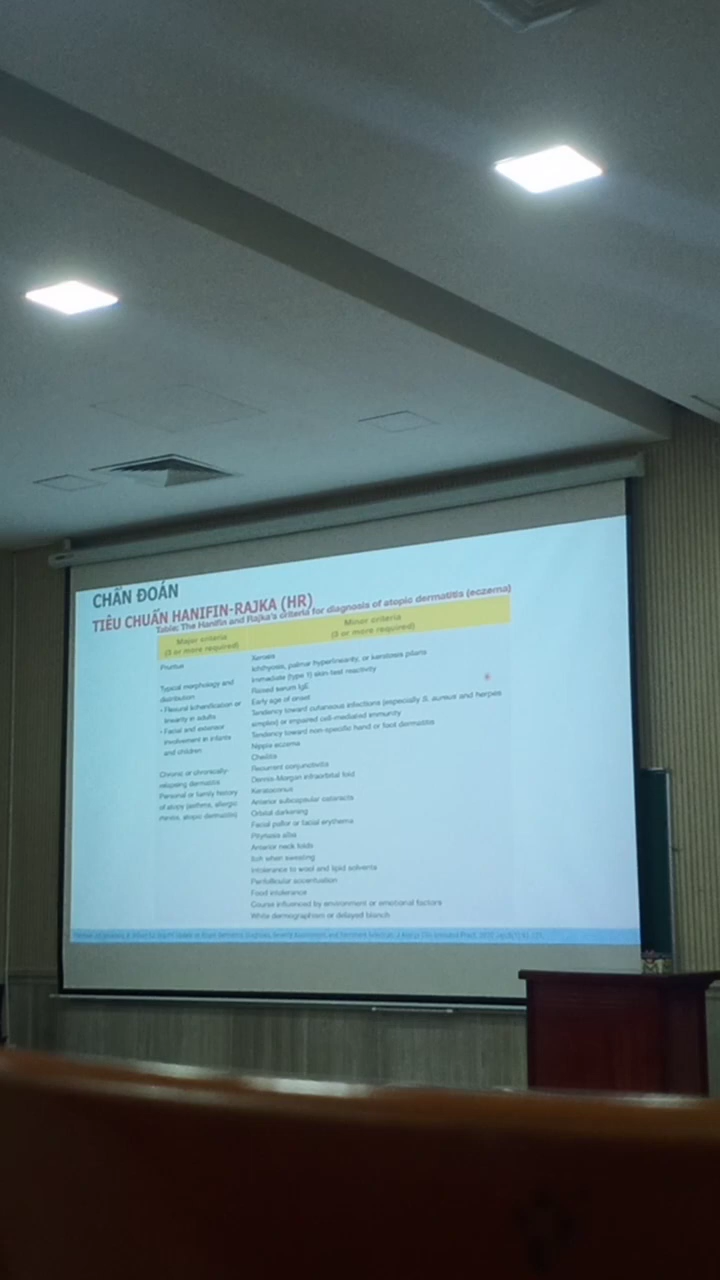 CHẨN ĐOÁN
TIÊU CHUẨN HANIFIN-RAJKA (HR)
Table: The Hanifin and Rajka's criteria for diagnosis of atopic dermatitis (eczema)
Major criteria
(3 or more required)
Pruritus
Typical morphology and
distribution
• Flexural lichenification or
linearity in adults
• Facial and extensor
involvement in infants
and children
Chronic or chronically-
relapsing dermatitis
Personal or family history
of atopy (asthma, allergic
rhinitis, atopic dermatitis)
Minor criteria
(3 or more required)
Xerosis
Ichthyosis, palmar hyperlinearity, or keratosis pilaris
Immediate (type 1) skin-test reactivity
Raised serum IgE
Early age of onset
Tendency toward cutaneous infections (especially S. aureus and herpes
simplex) or impaired cell-mediated immunity
Tendency toward non-specific hand or foot dermatitis
Nipple eczema
Cheilitis
Recurrent conjunctivitis
Dennie-Morgan infraorbital fold
Keratoconus
Anterior subcapsular cataracts
Orbital darkening
Facial pallor or facial erythema
Pityriasis alba
Anterior neck folds
Itch when sweating
Intolerance to wool and lipid solvents
Perifollicular accentuation
Food intolerance
Course influenced by environment or emotional factors
White dermographism or delayed blanch